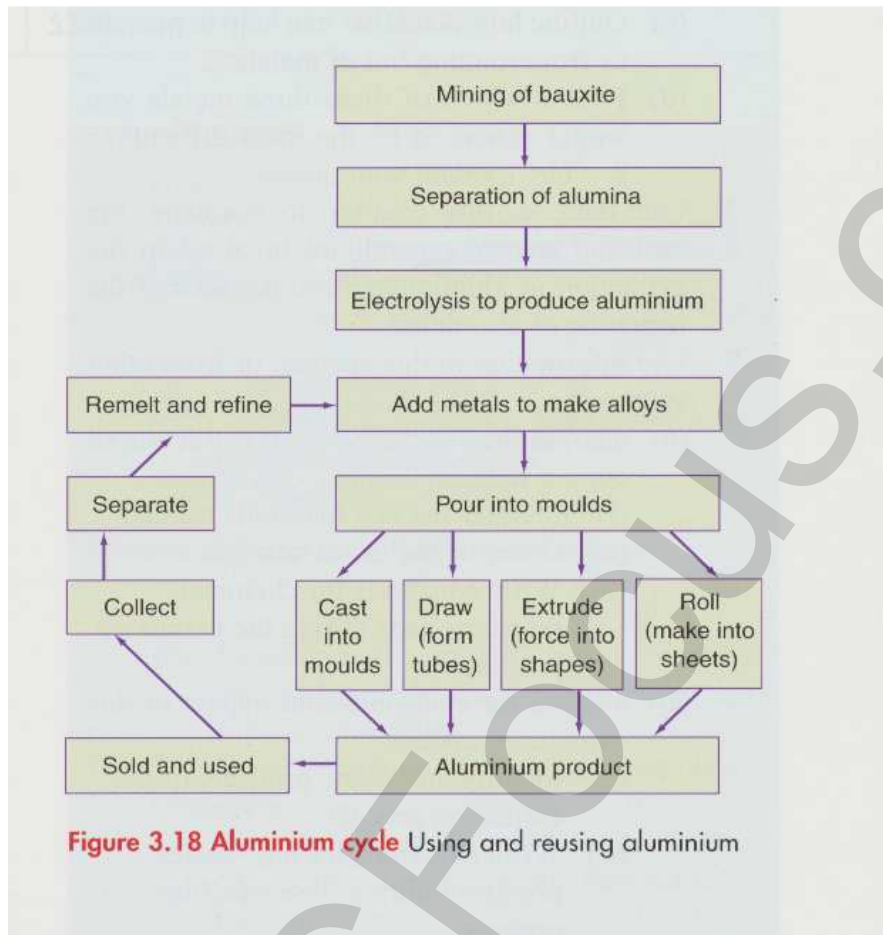 Mining of bauxite
Separation of alumina
Electrolysis to produce aluminium
Remelt and refine
Add metals to make alloys
Separate
Pour into moulds
Collect
Cast
into
moulds
Draw
(form
tubes)
Extrude
(force into
shapes)
Roll
(make into
sheets)
Sold and used
Aluminium product
Figure 3.18 Aluminium cycle Using and reusing aluminium